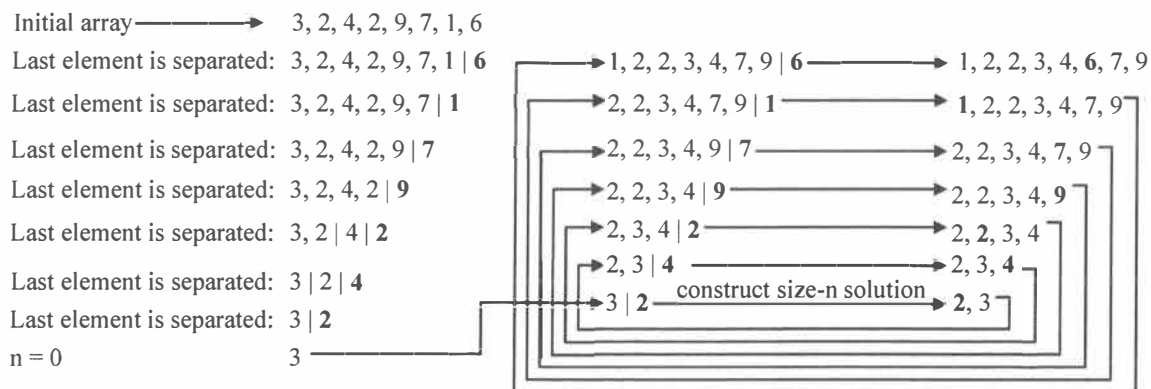 Initial array 3, 2, 4, 2, 9, 7, 1, 6
Last element is separated: 3, 2, 4, 2, 9, 7, 1 | 6 1, 2, 2, 3, 4, 7, 9 | 6 1, 2, 2, 3, 4, 6, 7, 9
Last element is separated: 3, 2, 4, 2, 9, 7 | 1 2, 2, 3, 4, 7, 9 | 1 1, 2, 2, 3, 4, 7, 9
Last element is separated: 3, 2, 4, 2, 9 | 7 2, 2, 3, 4, 9 | 7 2, 2, 3, 4, 7, 9
Last element is separated: 3, 2, 4, 2 | 9 2, 2, 3, 4 | 9 2, 2, 3, 4, 9
Last element is separated: 3, 2 | 4 | 2 2, 3, 4 | 2 2, 2, 3, 4
Last element is separated: 3 | 2 | 4 2, 3 | 4 2, 3, 4
Last element is separated: 3 | 2 3 | 2 construct size-n solution 2, 3
n = 0 3